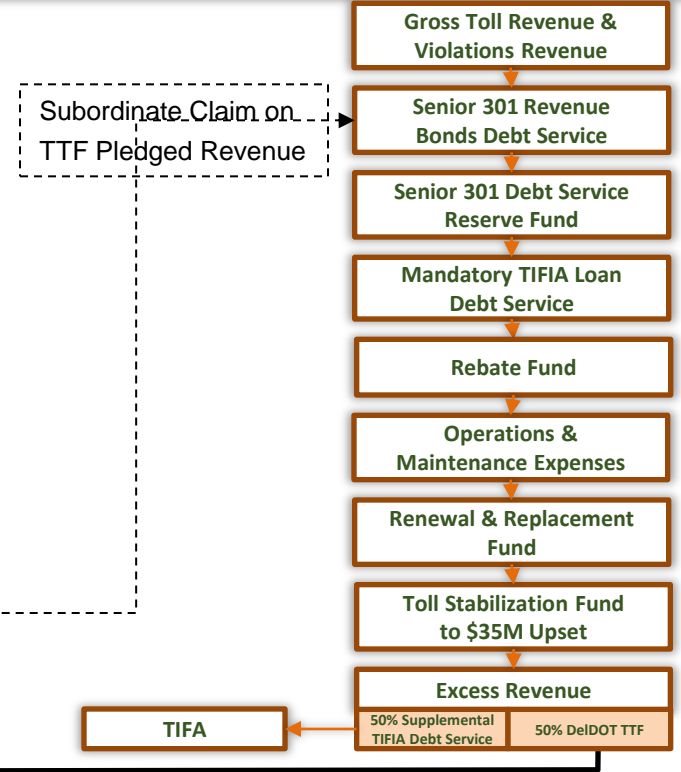 Gross Toll Revenue &
Violations Revenue
Subordinate Claim on
TTF Pledged Revenue
Senior 301 Revenue
Bonds Debt Service
Senior 301 Debt Service
Reserve Fund
Mandatory TIFIA Loan
Debt Service
Rebate Fund
Operations &
Maintenance Expenses
Renewal & Replacement
Fund
Toll Stabilization Fund
to $35M Upset
Excess Revenue
TIFA
50% Supplemental
TIFIA Debt Service
50% DelDOT TTF